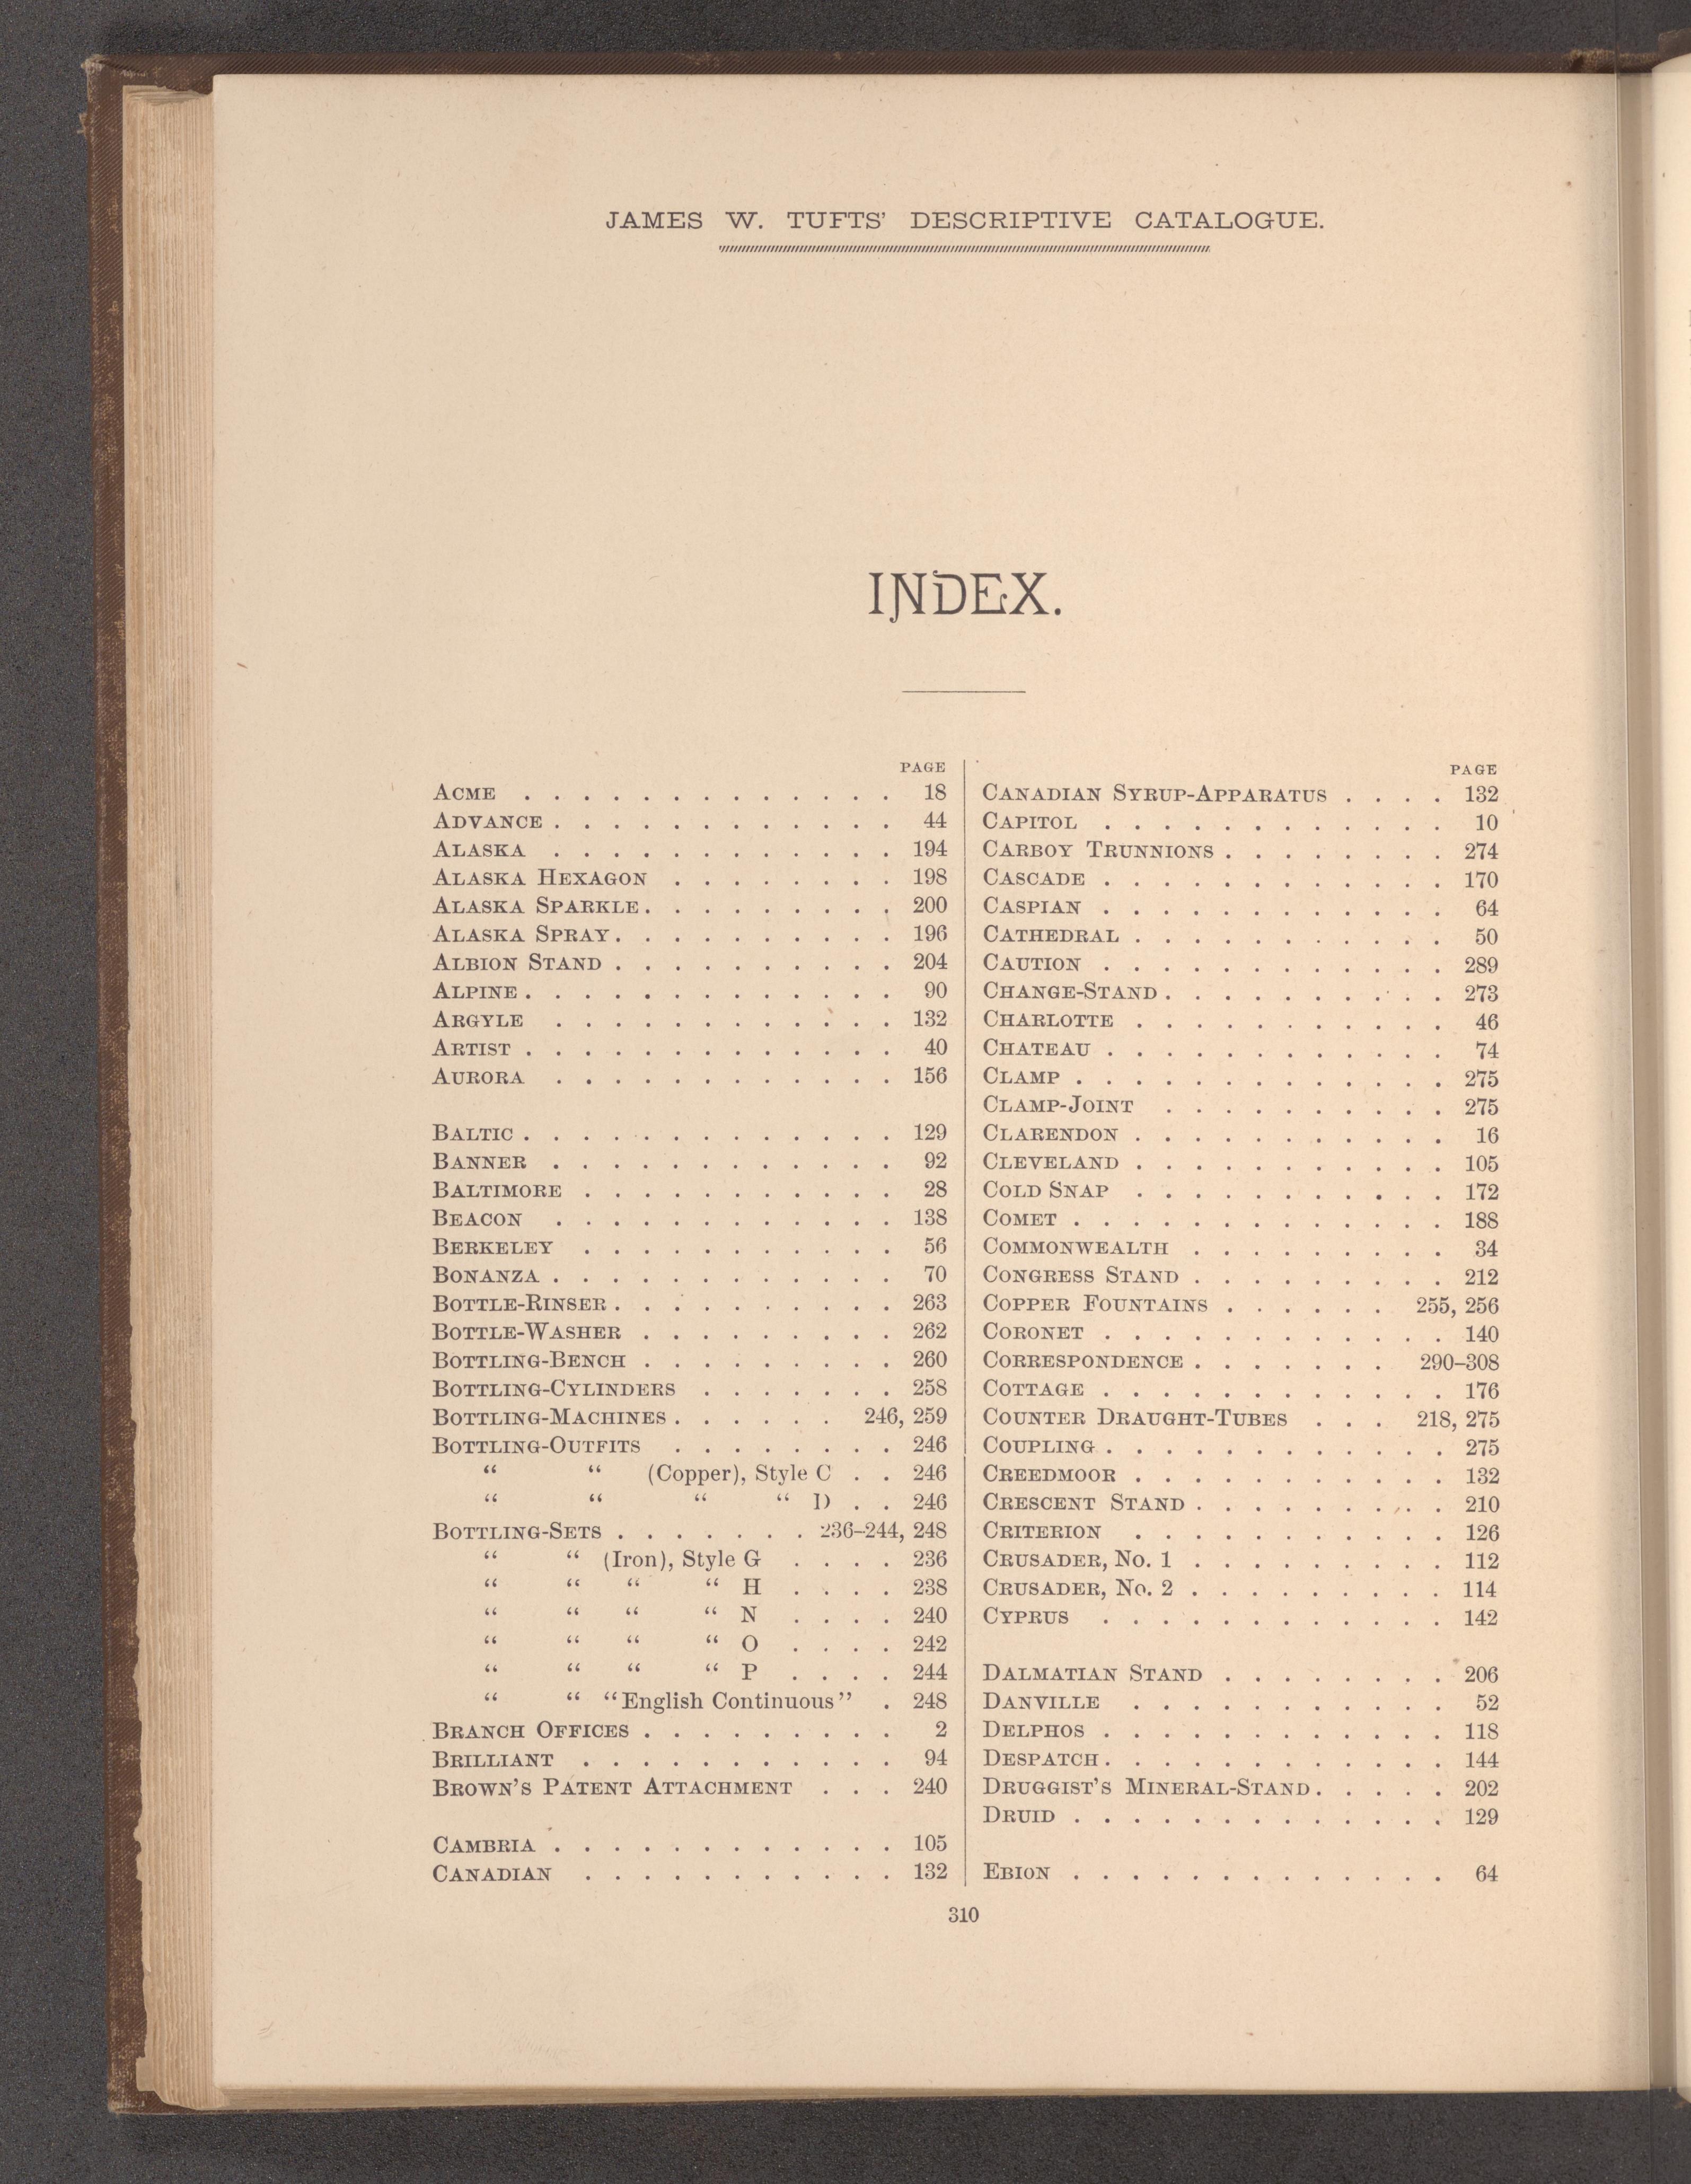 JAMES W. TUFTS' DESCRIPTIVE CATALOGUE.
INDEX.
PAGE
ACME . . . . . . . . . . . . . 18
ADVANCE . . . . . . . . . . . . 44
ALASKA . . . . . . . . . . . . 194
ALASKA HEXAGON . . . . . . . . 198
ALASKA SPARKLE . . . . . . . . . 200
ALASKA SPRAY . . . . . . . . . . 196
ALBION STAND . . . . . . . . . . 204
ALPINE . . . . . . . . . . . . . 90
ARGYLE . . . . . . . . . . . . 132
ARTIST . . . . . . . . . . . . . 40
AURORA . . . . . . . . . . . . 156
BALTIC . . . . . . . . . . . . . 129
BANNER . . . . . . . . . . . . 92
BALTIMORE . . . . . . . . . . . 28
BEACON . . . . . . . . . . . . 138
BERKELEY . . . . . . . . . . . 56
BONANZA . . . . . . . . . . . . 70
BOTTLE-RINSER . . . . . . . . . . 263
BOTTLE-WASHER . . . . . . . . . 262
BOTTLING-BENCH . . . . . . . . . 260
BOTTLING-CYLINDERS . . . . . . . 258
BOTTLING-MACHINES . . . . . . 246, 259
BOTTLING-OUTFITS . . . . . . . . 246
“ “ (Copper), Style C . . 246
“ “ “ “ D . . 246
BOTTLING-SETS . . . . . . . 236–244, 248
“ “ (Iron), Style G . . . . 236
“ “ “ “ H . . . . 238
“ “ “ “ N . . . . 240
“ “ “ “ O . . . . 242
“ “ “ “ P . . . . 244
“ “ “English Continuous” . 248
BRANCH OFFICES . . . . . . . . . 2
BRILLIANT . . . . . . . . . . . 94
BROWN'S PATENT ATTACHMENT . . . 240
CAMBRIA . . . . . . . . . . . . 105
CANADIAN . . . . . . . . . . . 132
PAGE
CANADIAN SYRUP-APPARATUS . . . . 132
CAPITOL . . . . . . . . . . . . 10
CARBOY TRUNNIONS . . . . . . . . 274
CASCADE . . . . . . . . . . . . 170
CASPIAN . . . . . . . . . . . . 64
CATHEDRAL . . . . . . . . . . . 50
CAUTION . . . . . . . . . . . . 289
CHANGE-STAND . . . . . . . . . . 273
CHARLOTTE . . . . . . . . . . . 46
CHATEAU . . . . . . . . . . . . 74
CLAMP . . . . . . . . . . . . . 275
CLAMP-JOINT . . . . . . . . . . 275
CLARENDON . . . . . . . . . . . 16
CLEVELAND . . . . . . . . . . . 105
COLD SNAP . . . . . . . . . . . 172
COMET . . . . . . . . . . . . . 188
COMMONWEALTH . . . . . . . . . 34
CONGRESS STAND . . . . . . . . . 212
COPPER FOUNTAINS . . . . . . 255, 256
CORONET . . . . . . . . . . . . 140
CORRESPONDENCE . . . . . . . 290–308
COTTAGE . . . . . . . . . . . . 176
COUNTER DRAUGHT-TUBES . . . 218, 275
COUPLING . . . . . . . . . . . . 275
CREEDMOOR . . . . . . . . . . . 132
CRESCENT STAND . . . . . . . . . 210
CRITERION . . . . . . . . . . . 126
CRUSADER, No. 1 . . . . . . . . . 112
CRUSADER, No. 2 . . . . . . . . . 114
CYPRUS . . . . . . . . . . . . 142
DALMATIAN STAND . . . . . . . . 206
DANVILLE . . . . . . . . . . . 52
DELPHOS . . . . . . . . . . . . 118
DESPATCH . . . . . . . . . . . . 144
DRUGGIST'S MINERAL-STAND . . . . . 202
DRUID . . . . . . . . . . . . . 129
EBION . . . . . . . . . . . . . 64
310